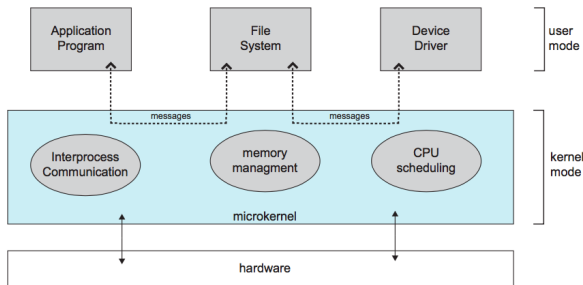 Application
Program
File
System
Device
Driver
user
mode
messages
messages
Interprocess
Communication
memory
managment
CPU
scheduling
kernel
mode
microkernel
hardware